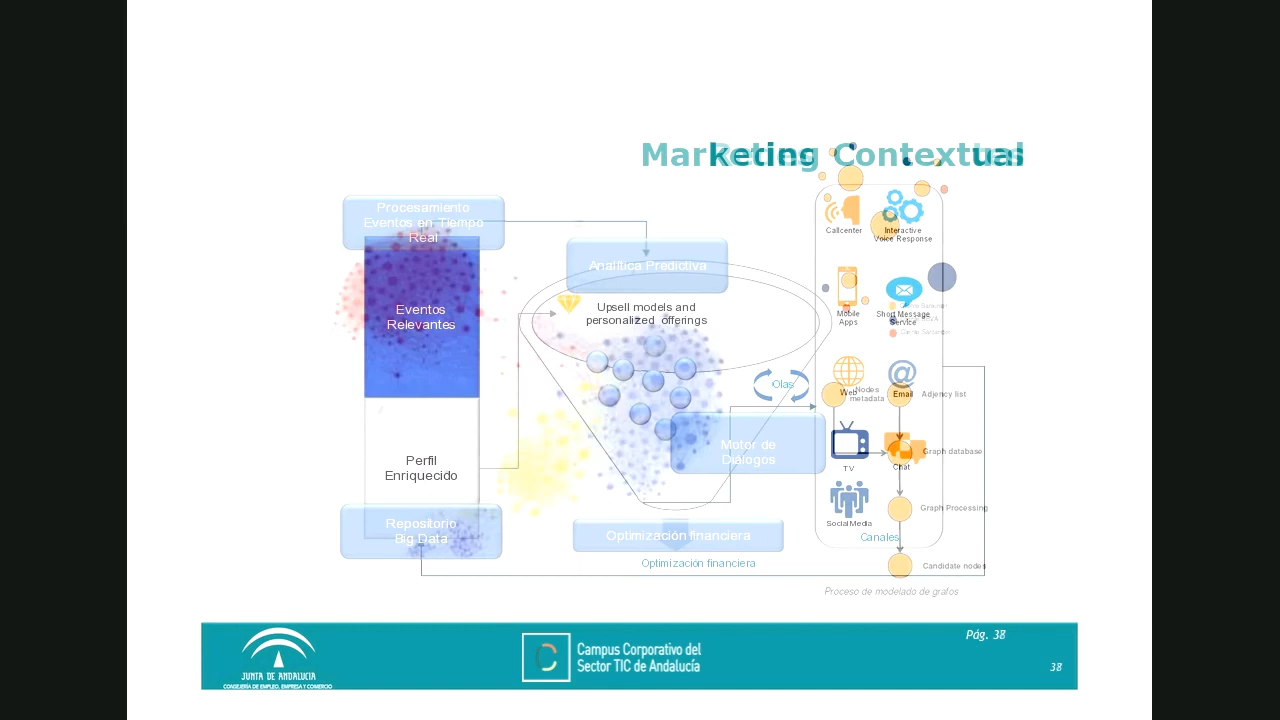 Marketing Contextual
Procesamiento
Eventos en Tiempo
Real
Analítica Predictiva
Callcenter
Interactive
Voice Response
Eventos
Relevantes
Upsell models and
personalized offerings
Mobile
Apps
Short Message
Service
Olas
Web
Nodes
metadata
Email
Adjency list
Motor de
Diálogos
Perfil
Enriquecido
TV
Chat
Graph database
Social Media
Graph Processing
Canales
Repositorio
Big Data
Optimización financiera
Optimización financiera
Candidate nodes
Proceso de modelado de grafos
JUNTA DE ANDALUCIA
CONSEJERÍA DE EMPLEO, EMPRESA Y COMERCIO
Campus Corporativo del
Sector TIC de Andalucía
Pág. 38
38